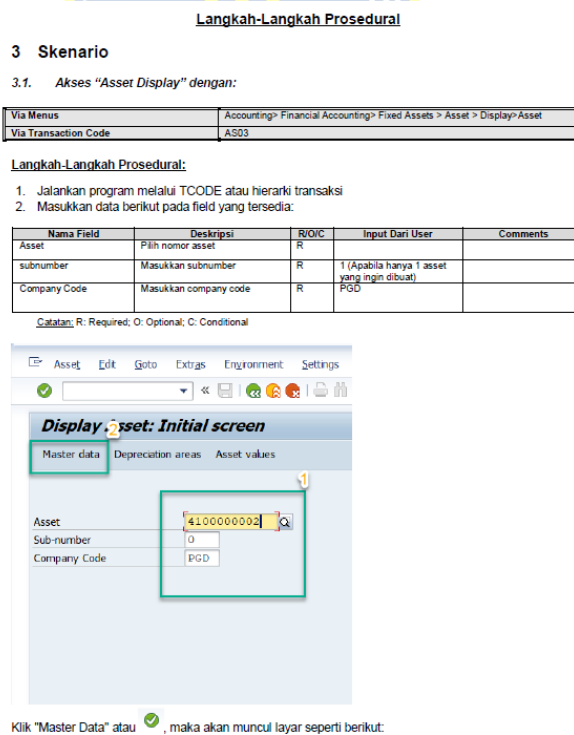 Langkah-Langkah Prosedural
3 Skenario
3.1. Akses “Asset Display” dengan:
Via Menus Accounting> Financial Accounting> Fixed Assets > Asset > Display>Asset
Via Transaction Code AS03
Langkah-Langkah Prosedural:
1. Jalankan program melalui TCODE atau hierarki transaksi
2. Masukkan data berikut pada field yang tersedia:
Nama Field Deskripsi R/O/C Input Dari User Comments
Asset Pilih nomor asset R
subnumber Masukkan subnumber R 1 (Apabila hanya 1 asset
yang ingin dibuat)
Company Code Masukkan company code R PGD
Catatan: R: Required; O: Optional; C: Conditional
Asset Edit Goto Extras Environment Settings
Display Asset: Initial screen
2
Master data Depreciation areas Asset values
1
Asset 4100000002
Sub-number 0
Company Code PGD
Klik "Master Data" atau , maka akan muncul layar seperti berikut: